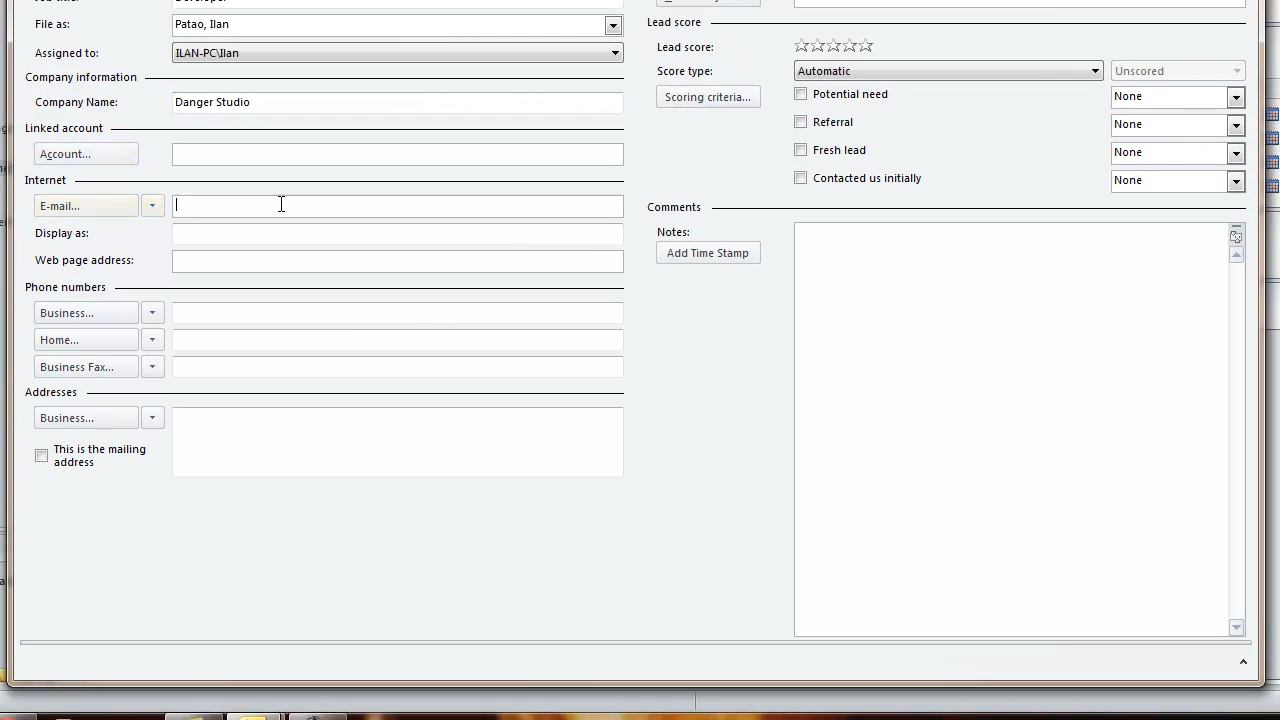 File as:
Patao, Ilan
Assigned to:
ILAN-PC\Ilan
Company information
Company Name:
Danger Studio
Linked account
Account...
Internet
E-mail...
Display as:
Web page address:
Phone numbers
Business...
Home...
Business Fax...
Addresses
Business...
This is the mailing
address
Lead score
Lead score:
Score type:
Automatic
Unscored
Scoring criteria...
Potential need
None
Referral
None
Fresh lead
None
Contacted us initially
None
Comments
Notes:
Add Time Stamp